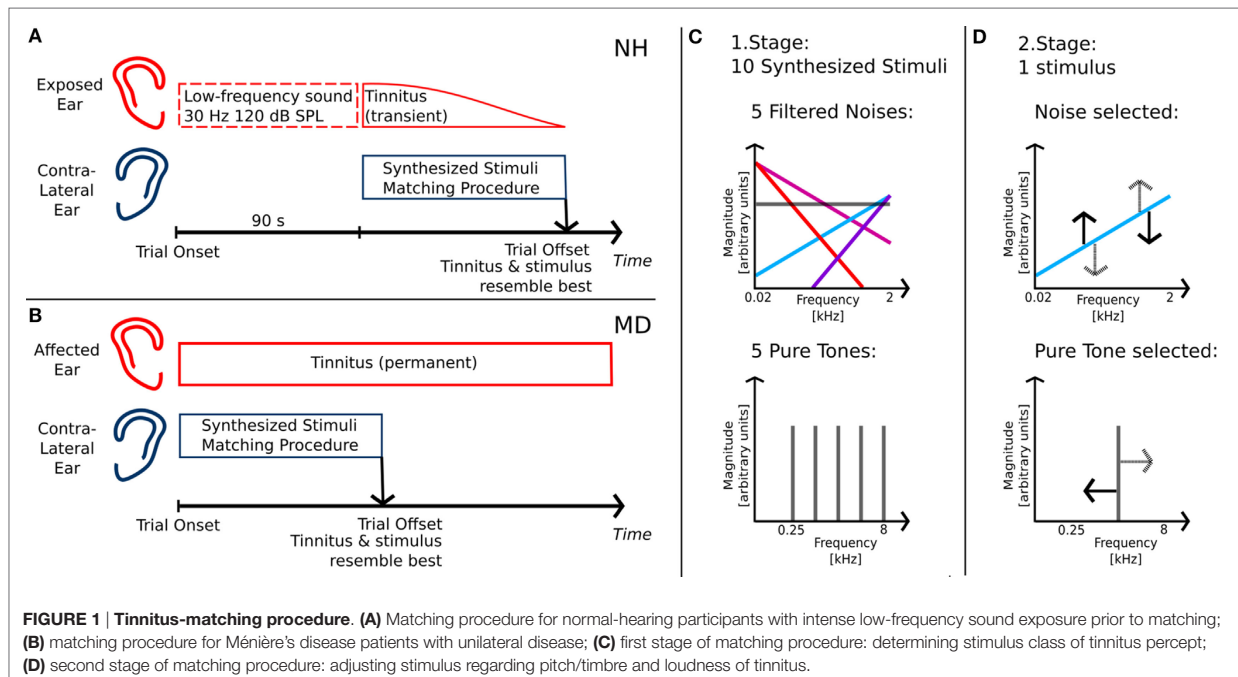 A
NH
Exposed
Ear
Low-frequency sound
30 Hz 120 dB SPL
Tinnitus
(transient)
Contra-
Lateral
Ear
Synthesized Stimuli
Matching Procedure
90 s
Trial Onset
Trial Offset
Tinnitus & stimulus
resemble best
Time
B
MD
Affected
Ear
Tinnitus (permanent)
Contra-
Lateral
Ear
Synthesized Stimuli
Matching Procedure
Trial Onset
Trial Offset
Tinnitus & stimulus
resemble best
Time
C
1.Stage:
10 Synthesized Stimuli
5 Filtered Noises:
Magnitude
[arbitrary units]
0.02
Frequency
[kHz]
2
5 Pure Tones:
Magnitude
[arbitrary units]
0.25
Frequency
[kHz]
8
D
2.Stage:
1 stimulus
Noise selected:
Magnitude
[arbitrary units]
0.02
Frequency
[kHz]
2
Pure Tone selected:
Magnitude
[arbitrary units]
0.25
Frequency
[kHz]
8
FIGURE 1 | Tinnitus-matching procedure. (A) Matching procedure for normal-hearing participants with intense low-frequency sound exposure prior to matching;
(B) matching procedure for Ménière's disease patients with unilateral disease; (C) first stage of matching procedure: determining stimulus class of tinnitus percept;
(D) second stage of matching procedure: adjusting stimulus regarding pitch/timbre and loudness of tinnitus.